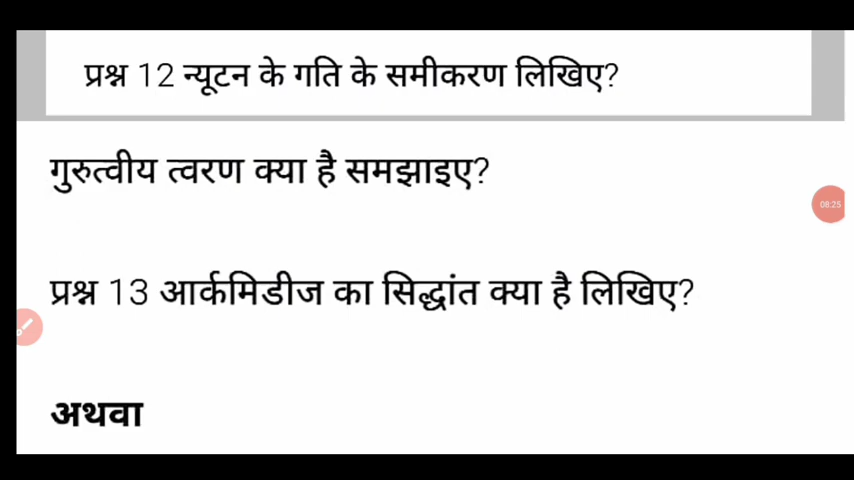 प्रश्न 12 न्यूटन के गति के समीकरण लिखिए?
गुरुत्वीय त्वरण क्या है समझाइए?
08:25
प्रश्न 13 आर्कमिडीज का सिद्धांत क्या है लिखिए?
अथवा